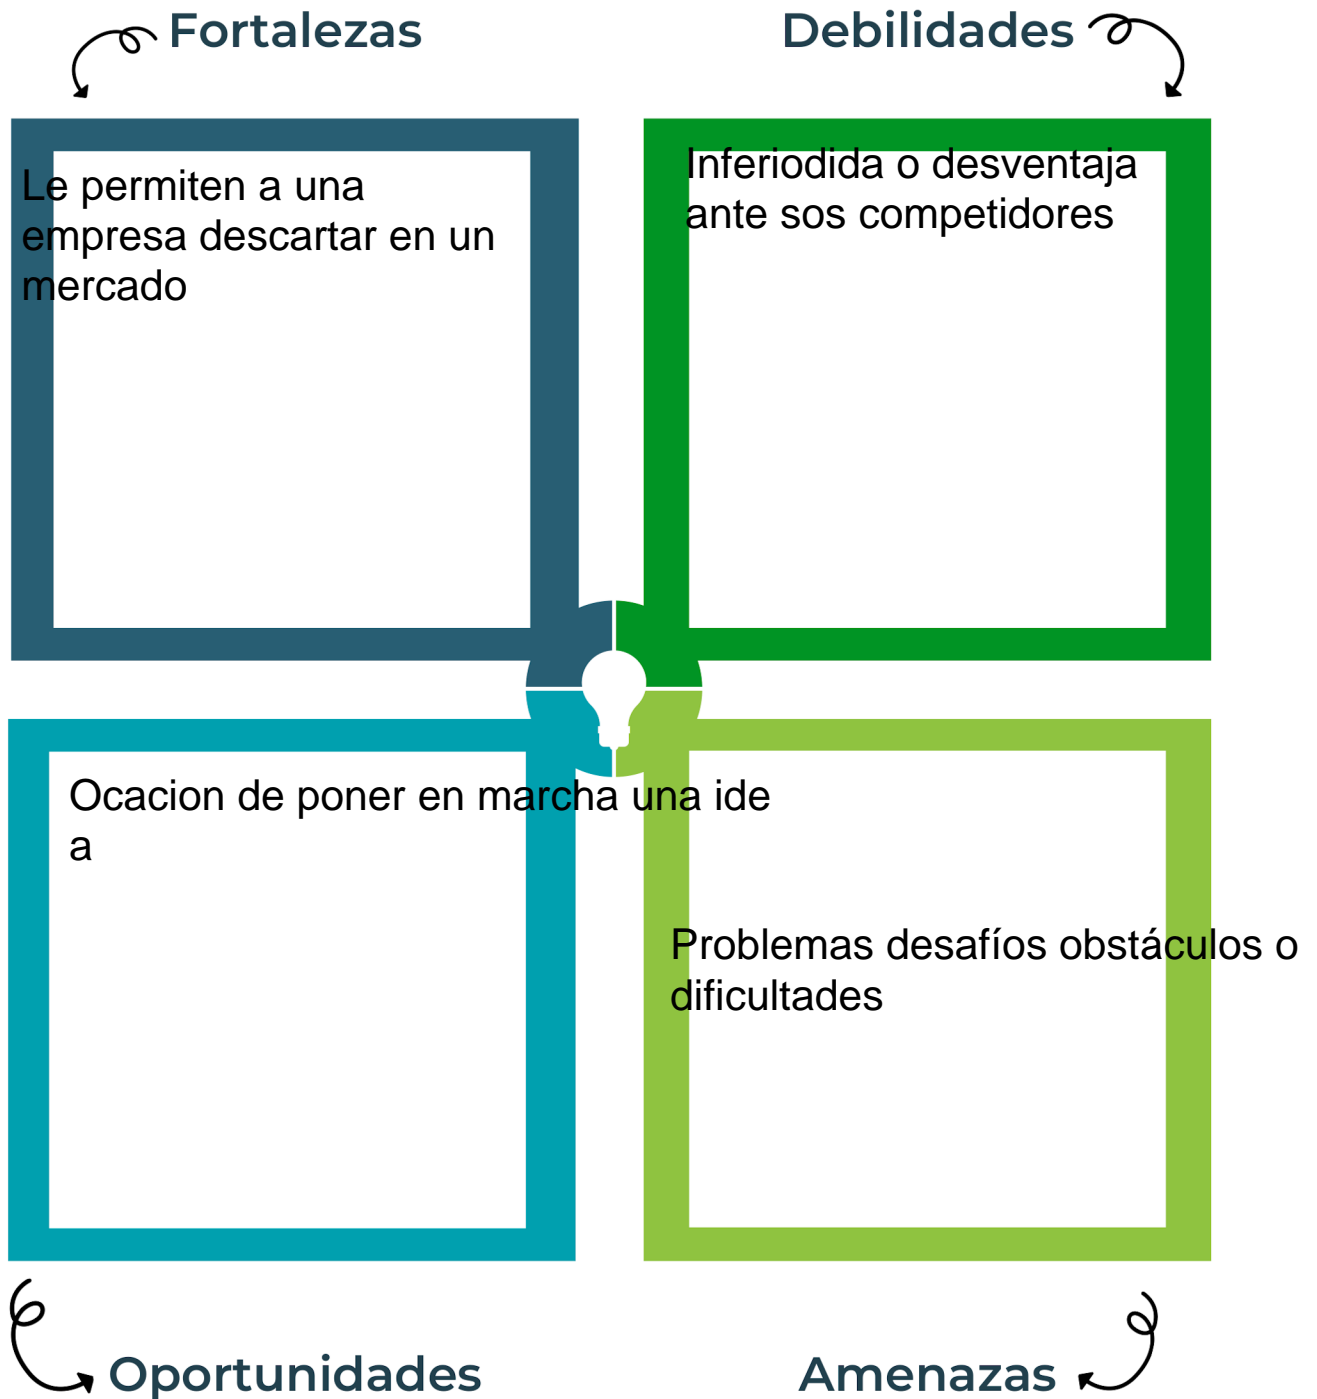 Fortalezas
Debilidades
Le permiten a una
empresa descartar en un
mercado
Inferiodida o desventaja
ante sos competidores
Ocacion de poner en marcha una ide
a
Problemas desafíos obstáculos o
dificultades
Oportunidades
Amenazas